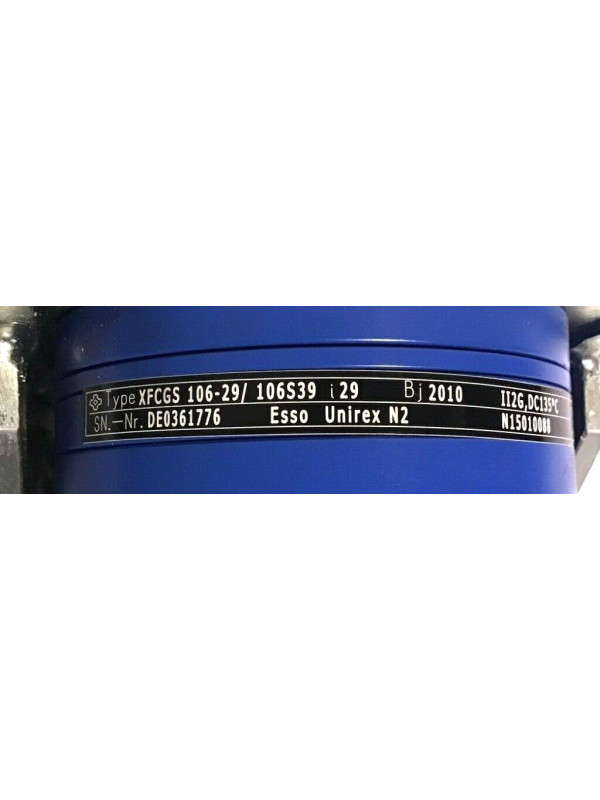 Type XFCGS 106-29/ 106S39 i 29 Bj 2010 II2G,DC135°C
SN.-Nr. DE0361776 Esso Unirex N2 N15010000